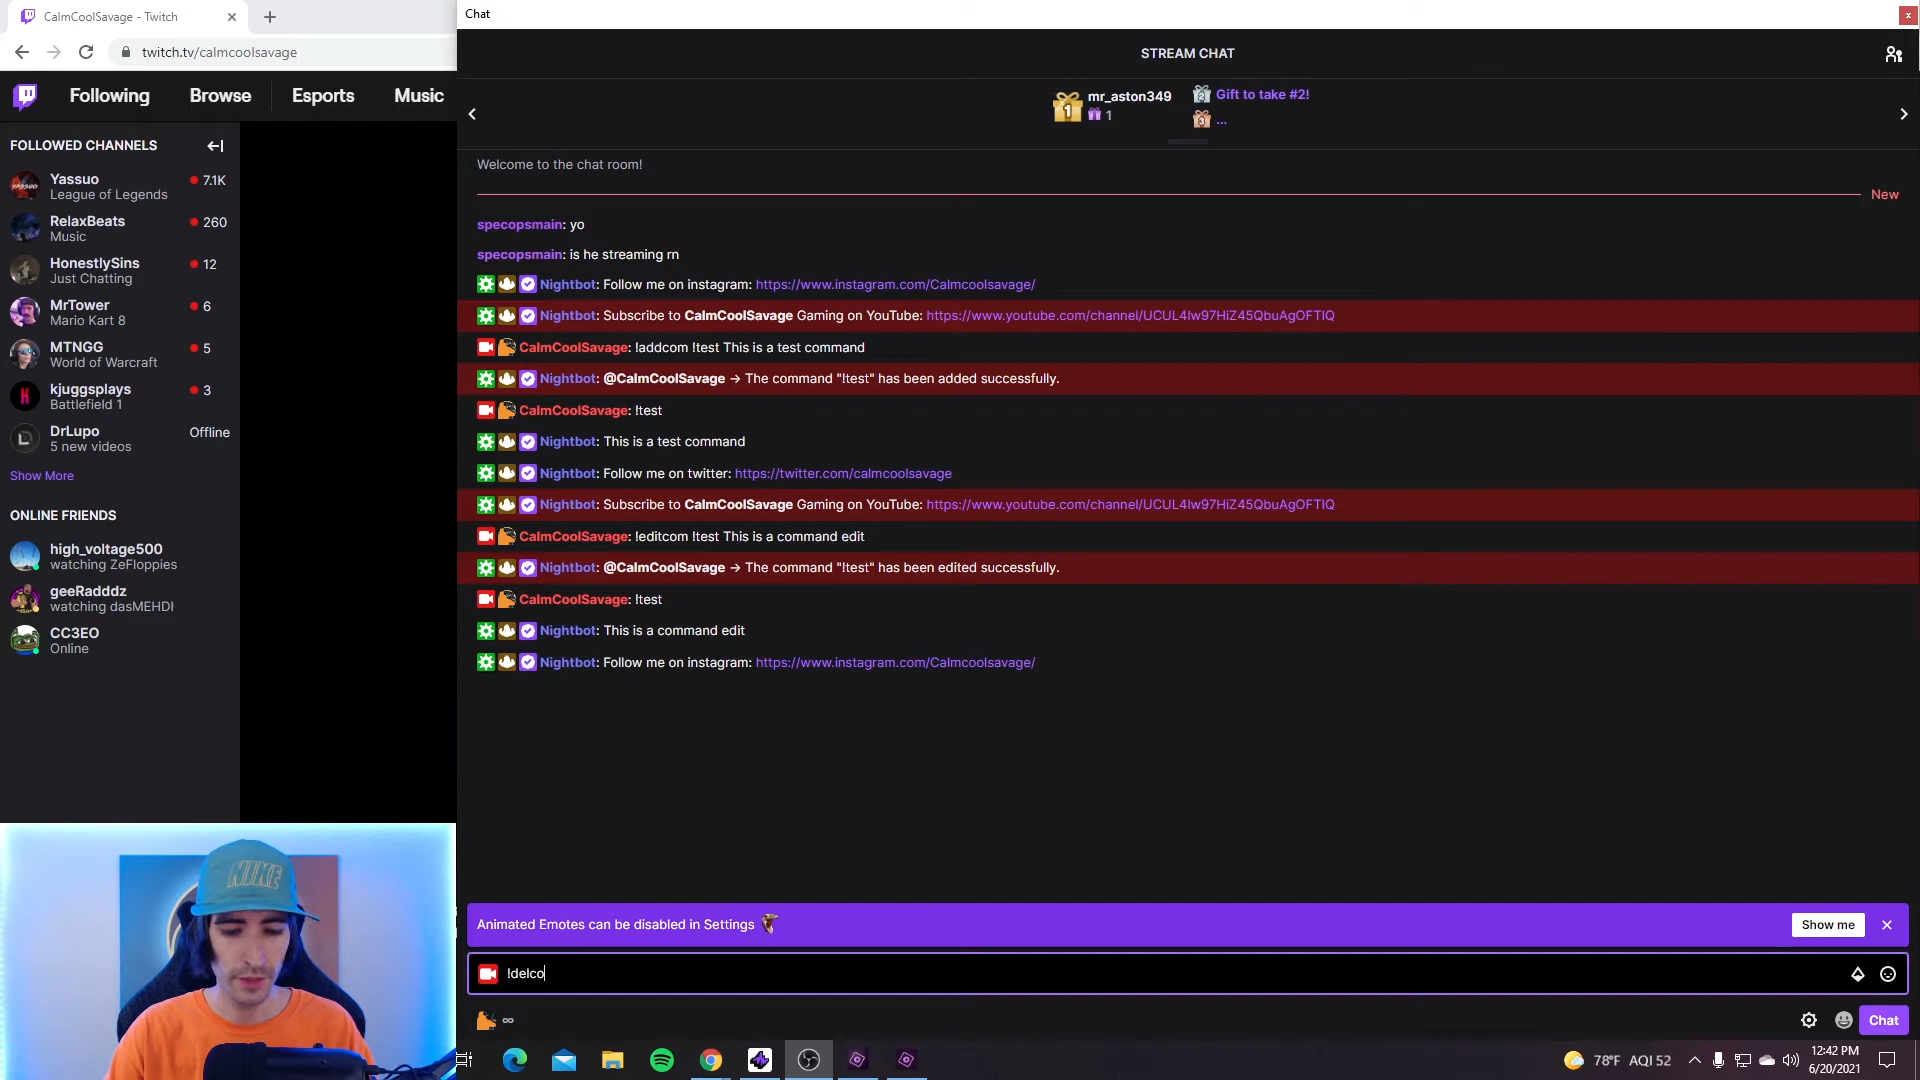 CalmCoolSavage - Twitch
Chat
twitch.tv/calmcoolsavage
STREAM CHAT
Following
Browse
Esports
Music
mr_aston349
1
1
2
Gift to take #2!
3
...
FOLLOWED CHANNELS
Yassuo
7.1K
League of Legends
RelaxBeats
260
Music
HonestlySins
12
Just Chatting
MrTower
6
Mario Kart 8
MTNGG
5
World of Warcraft
kjuggsplays
3
Battlefield 1
DrLupo
Offline
5 new videos
Show More
ONLINE FRIENDS
high_voltage500
watching ZeFloppies
geeRadddz
watching dasMEHDI
CC3EO
Online
Welcome to the chat room!
New
specopsmain: yo
specopsmain: is he streaming rn
Nightbot: Follow me on instagram: https://www.instagram.com/Calmcoolsavage/
Nightbot: Subscribe to CalmCoolSavage Gaming on YouTube: https://www.youtube.com/channel/UCUL4lw97HiZ45QbuAgOFTIQ
CalmCoolSavage: !addcom !test This is a test command
Nightbot: @CalmCoolSavage -> The command "!test" has been added successfully.
CalmCoolSavage: !test
Nightbot: This is a test command
Nightbot: Follow me on twitter: https://twitter.com/calmcoolsavage
Nightbot: Subscribe to CalmCoolSavage Gaming on YouTube: https://www.youtube.com/channel/UCUL4lw97HiZ45QbuAgOFTIQ
CalmCoolSavage: !editcom !test This is a command edit
Nightbot: @CalmCoolSavage -> The command "!test" has been edited successfully.
CalmCoolSavage: !test
Nightbot: This is a command edit
Nightbot: Follow me on instagram: https://www.instagram.com/Calmcoolsavage/
NIKE
Animated Emotes can be disabled in Settings
Show me
!delco
∞
Chat
78°F AQI 52
12:42 PM
6/20/2021